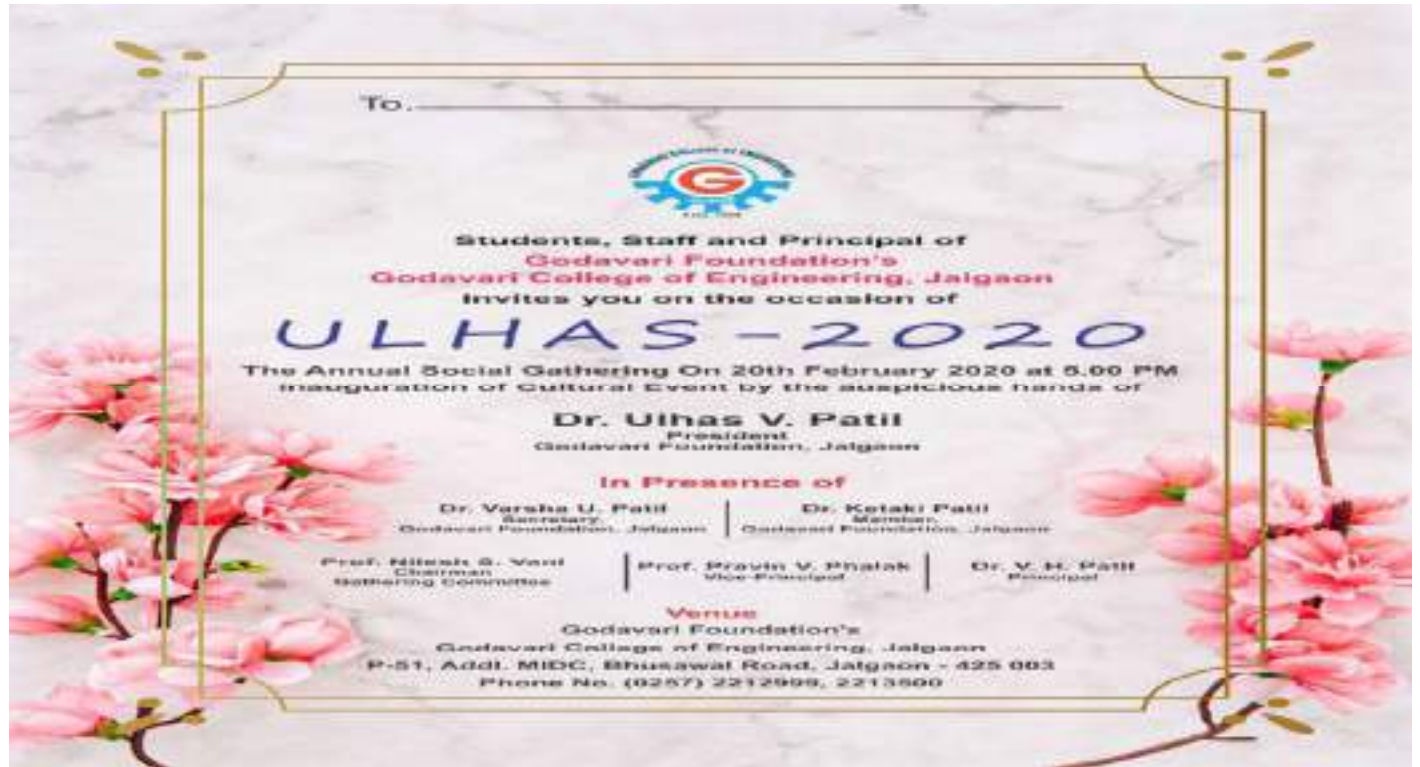 To.
GODAVARI COLLEGE OF ENGINEERING
G
Students, Staff and Principal of
Godavari Foundation's
Godavari College of Engineering, Jalgaon
Invites you on the occasion of
ULHAS-2020
The Annual Social Gathering On 20th February 2020 at 5.00 PM
Inauguration of Cultural Event by the auspicious hands of
Dr. Ulhas V. Patil
President
Godavari Foundation, Jalgaon
In Presence of
Dr. Varsha U. Patil
Secretary,
Godavari Foundation, Jalgaon
Dr. Ketaki Patil
Member,
Godavari Foundation, Jalgaon
Prof. Nilesh S. Vani
Chairman
Gathering Committee
Prof. Pravin V. Phalak
Vice-Principal
Dr. V. H. Patil
Principal
Venue
Godavari Foundation's
Godavari College of Engineering, Jalgaon
P-51, Addl. MIDC, Bhusawal Road, Jalgaon - 425 003
Phone No. (0257) 2212999, 2213500